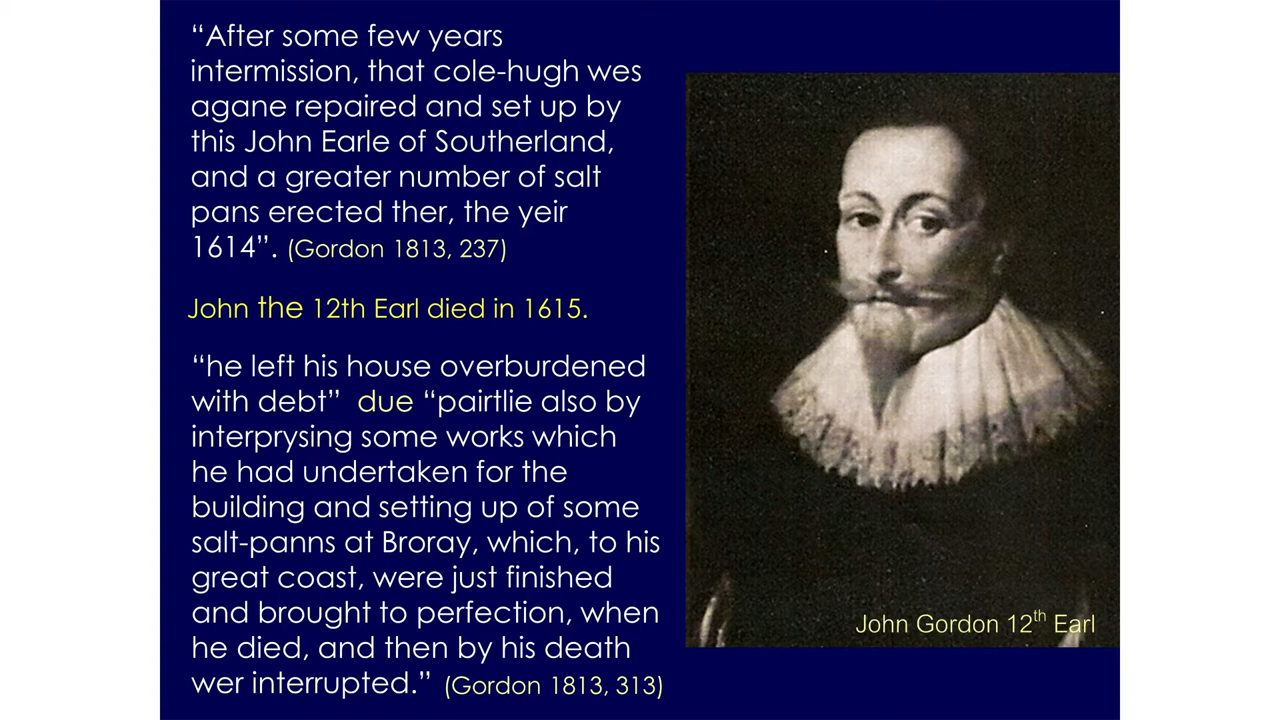 “After some few years
intermission, that cole-hugh wes
agane repaired and set up by
this John Earle of Southerland,
and a greater number of salt
pans erected ther, the yeir
1614”. (Gordon 1813, 237)
John the 12th Earl died in 1615.
“he left his house overburdened
with debt” due “pairtlie also by
interprysing some works which
he had undertaken for the
building and setting up of some
salt-panns at Broray, which, to his
great coast, were just finished
and brought to perfection, when
he died, and then by his death
wer interrupted.” (Gordon 1813, 313)
John Gordon 12th Earl